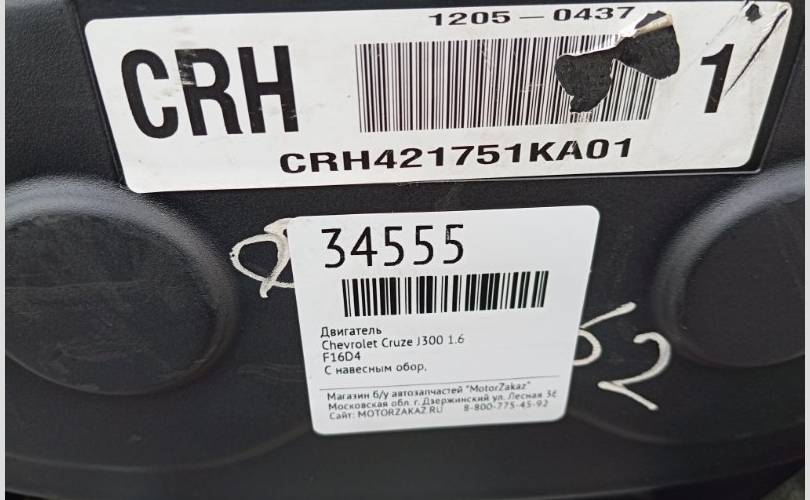 1205-0437
CRH
1
CRH421751KA01
34555
Двигатель
Chevrolet Cruze J300 1.6
F16D4
С навесным обор.
62
Магазин б/у автозапчастей "MotorZakaz"
Московская обл. г. Дзержинский ул. Лесная 3Е
Сайт: MOTORZAKAZ.RU 8-800-775-45-92